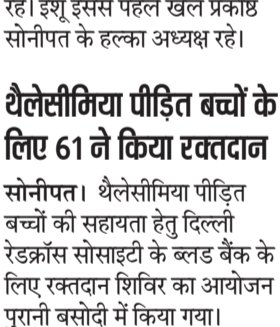 रहे। इशू इससे पहले खेल प्रकोष्ठ
सोनीपत के हल्का अध्यक्ष रहे।
थैलेसीमिया पीड़ित बच्चों के
लिए 61 ने किया रक्तदान
सोनीपत। थैलेसीमिया पीड़ित
बच्चों की सहायता हेतु दिल्ली
रेडक्रॉस सोसाइटी के ब्लड बैंक के
लिए रक्तदान शिविर का आयोजन
पुरानी बसोदी में किया गया।